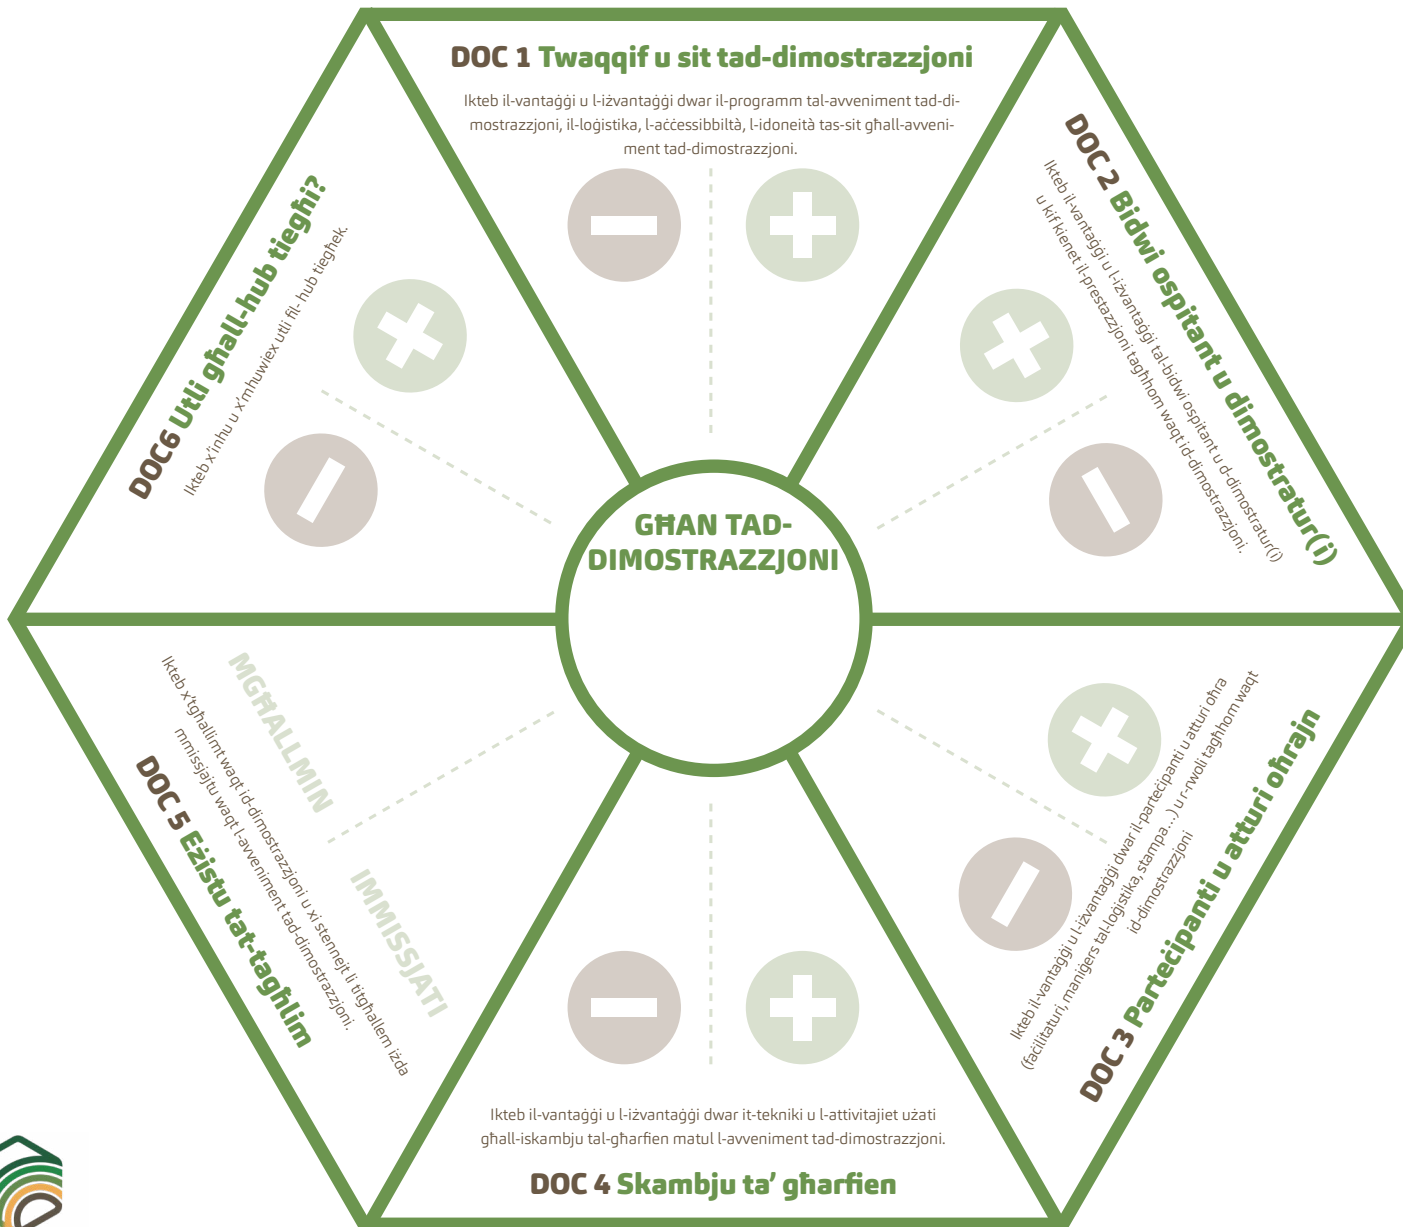 DOC 1 Twaqqif u sit tad-dimostrazzjoni
Ikteb il-vantaġġi u l-iżvantaġġi dwar il-programm tal-avveniment tad-di-
mostrazzjoni, il-loġistika, l-aċċessibbiltà, l-idoneità tas-sit għall-avveni-
ment tad-dimostrazzjoni.
DOC 2 Bidwi ospitant u dimostratur(i)
Ikteb il-vantaġġi u l-iżvantaġġi tal-bidwi ospitant u d-dimostratur(i)
u kif kienet il-prestazzjoni tagħhom waqt id-dimostrazzjoni.
DOC6 Utli għall-hub tiegħi?
Ikteb x'inhu u x'mhuwiex utli fil- hub tiegħek.
GĦAN TAD-
DIMOSTRAZZJONI
Ikteb il-vantaġġi u l-iżvantaġġi dwar il-parteċipanti u atturi oħra
(faċilitaturi, maniġers tal-loġistika, stampa...) u r-rwoli tagħhom waqt
id-dimostrazzjoni
DOC 3 Parteċipanti u atturi oħrajn
MGĦALLMIN
IMMISSJATI
Ikteb x'tgħallimt waqt id-dimostrazzjoni u xi stennejt li titgħallem iżda
mmissjajtu waqt l-avveniment tad-dimostrazzjoni.
DOC 5 Eżistu tat-tagħlim
Ikteb il-vantaġġi u l-iżvantaġġi dwar it-tekniki u l-attivitajiet użati
għall-iskambju tal-għarfien matul l-avveniment tad-dimostrazzjoni.
DOC 4 Skambju ta' għarfien